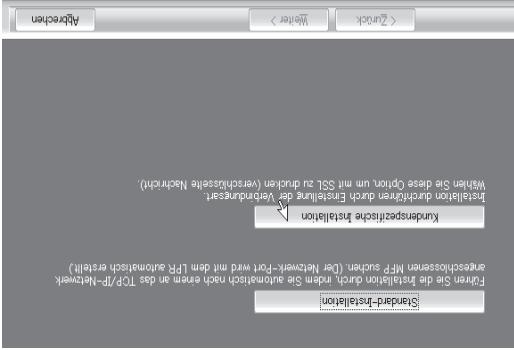 Standard-Installation
Führen Sie die Installation durch, indem Sie automatisch nach einem an das TCP/IP-Netzwerk
angeschlossenen MFP suchen. (Der Netzwerk-Port wird mit dem LPR automatisch erstellt.)
Kundenspezifische Installation
Installation durchführen durch Einstellung der Verbindungsart.
Wählen Sie diese Option, um mit SSL zu drucken (verschlüsselte Nachricht).
< Zurück
Weiter >
Abbrechen